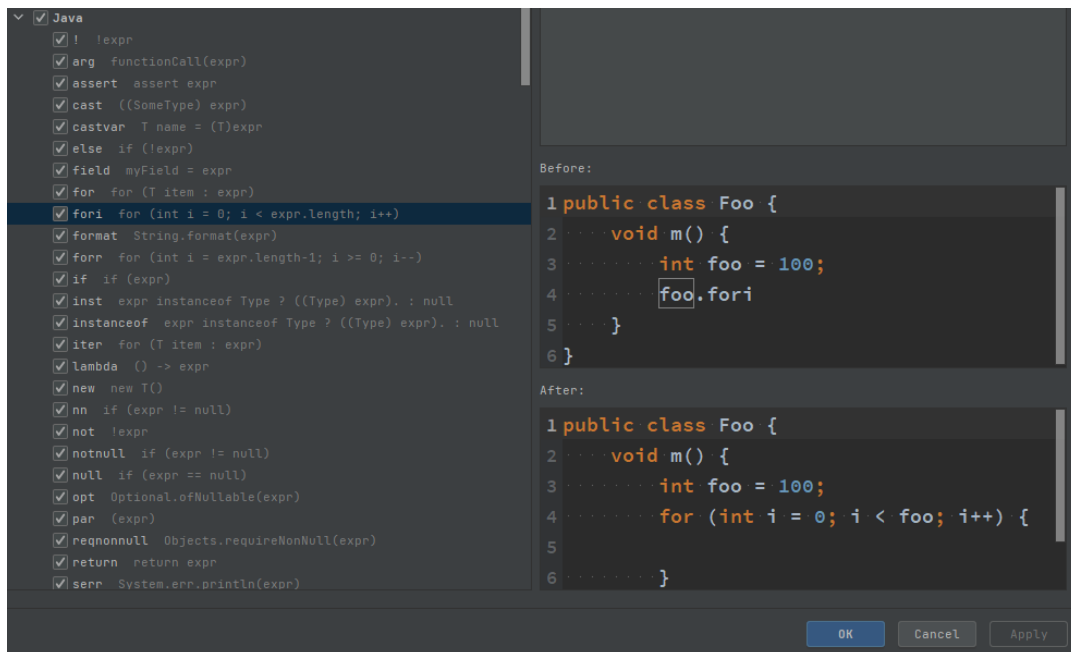 Java
! !expr
arg functionCall(expr)
assert assert expr
cast ((SomeType) expr)
castvar T name = (T)expr
else if (!expr)
field myField = expr
for for (T item : expr)
fori for (int i = 0; i < expr.length; i++)
format String.format(expr)
forr for (int i = expr.length-1; i >= 0; i--)
if if (expr)
inst expr instanceof Type ? ((Type) expr). : null
instanceof expr instanceof Type ? ((Type) expr). : null
iter for (T item : expr)
lambda () -> expr
new new T()
nn if (expr != null)
not !expr
notnull if (expr != null)
null if (expr == null)
opt Optional.ofNullable(expr)
par (expr)
reqnonnull Objects.requireNonNull(expr)
return return expr
serr System.err.println(expr)
Before:
1 public class Foo {
2     void m() {
3         int foo = 100;
4         foo.fori
5     }
6 }
After:
1 public class Foo {
2     void m() {
3         int foo = 100;
4         for (int i = 0; i < foo; i++) {
5
6         }
OK Cancel Apply